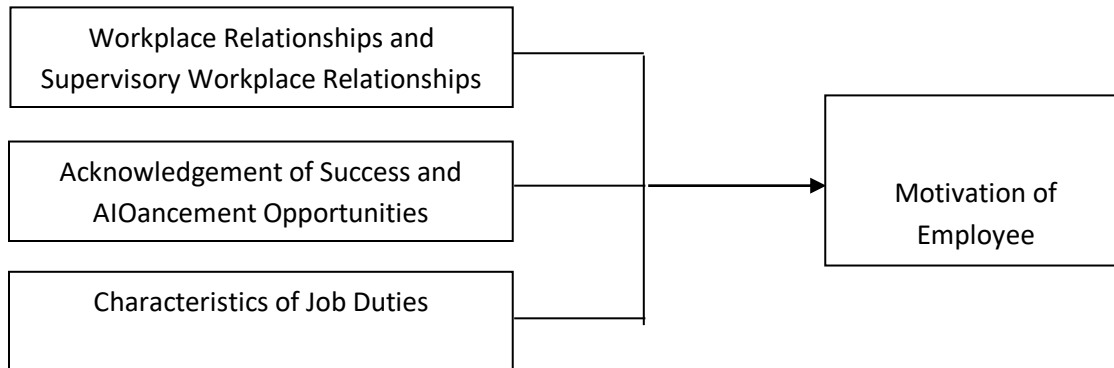 Workplace Relationships and
Supervisory Workplace Relationships
Acknowledgement of Success and
AIOancement Opportunities
Characteristics of Job Duties
Motivation of
Employee